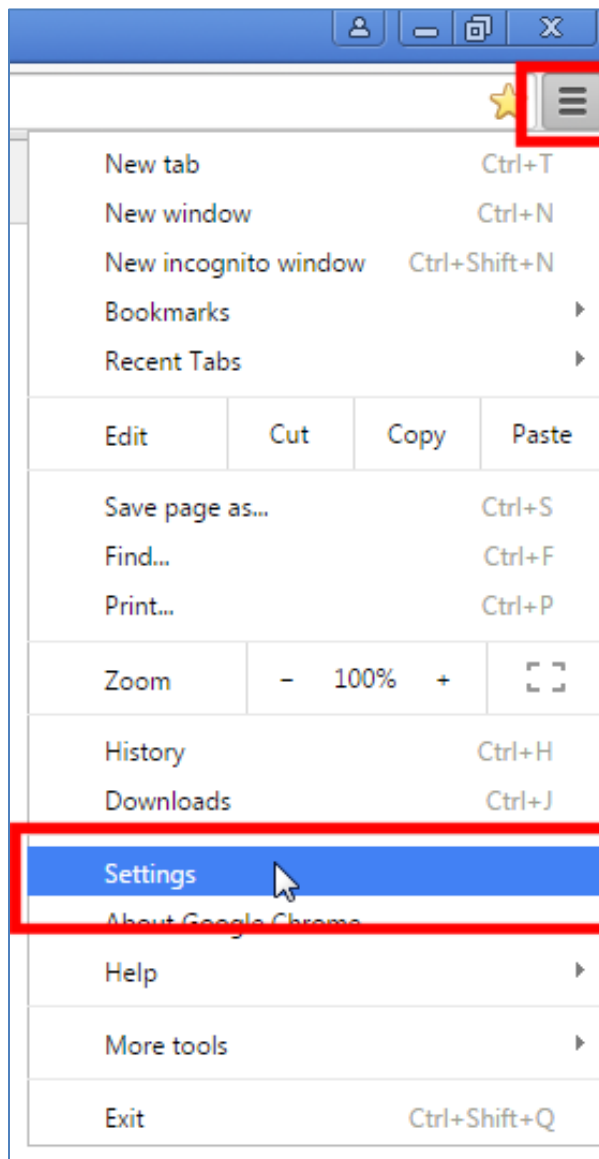 New tab Ctrl+T
New window Ctrl+N
New incognito window Ctrl+Shift+N
Bookmarks
Recent Tabs
Edit Cut Copy Paste
Save page as... Ctrl+S
Find... Ctrl+F
Print... Ctrl+P
Zoom - 100% +
History Ctrl+H
Downloads Ctrl+J
Settings
About Google Chrome
Help
More tools
Exit Ctrl+Shift+Q